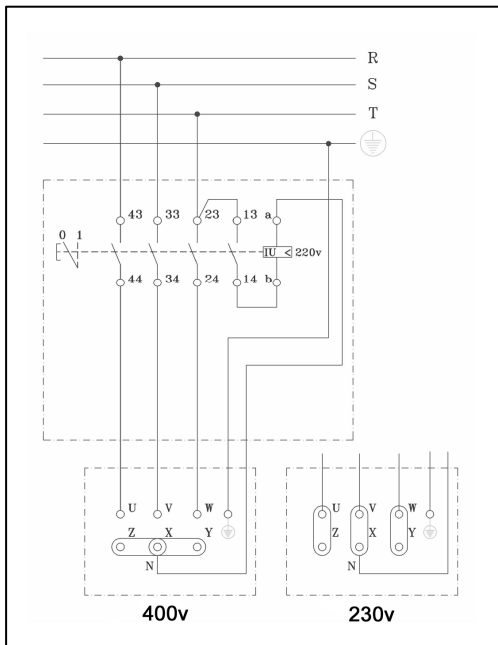 R
S
T
43 33 23 13 a
0 1
IU < 220v
44 34 24 14 b
U V W
Z X Y
N
400v
U V W
Z X Y
N
230v